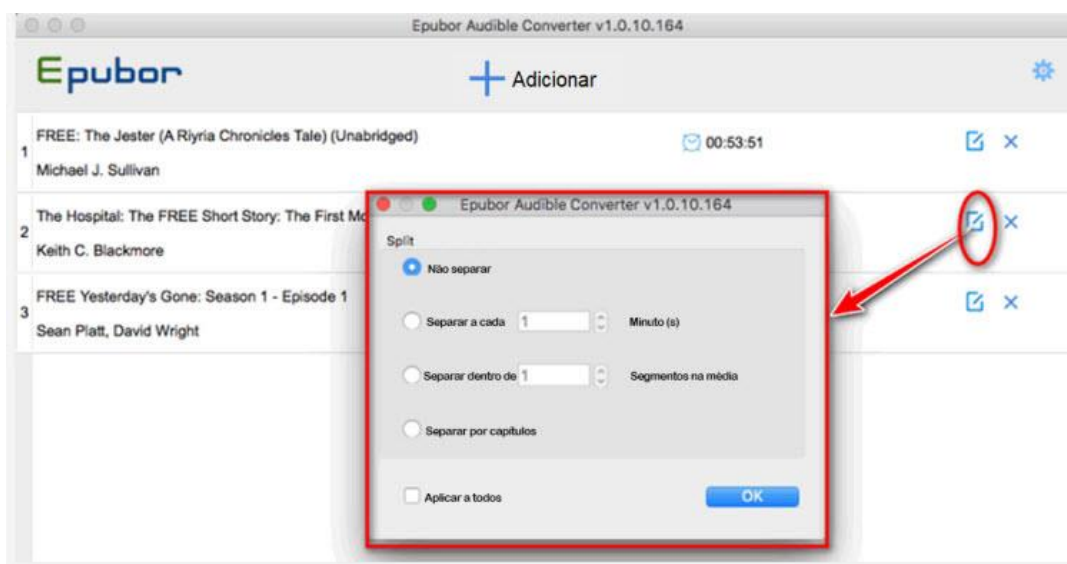 Epubor Audible Converter v1.0.10.164
Epubor
Adicionar
1
FREE: The Jester (A Riyria Chronicles Tale) (Unabridged)
00:53:51
Michael J. Sullivan
2
The Hospital: The FREE Short Story: The First Mo
Keith C. Blackmore
3
FREE Yesterday's Gone: Season 1 - Episode 1
Sean Platt, David Wright
Epubor Audible Converter v1.0.10.164
Split
Não separar
Separar a cada 1 Minuto (s)
Separar dentro de 1 Segmentos na média
Separar por capítulos
Aplicar a todos
OK